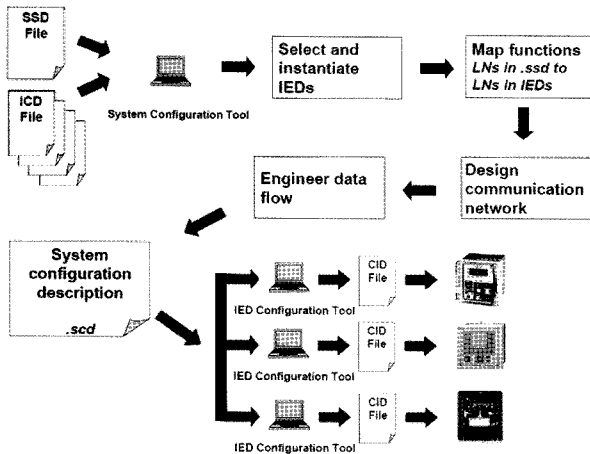 SSD
File
ICD
File
System Configuration Tool
Select and
instantiate
IEDs
Map functions
LNs in .ssd to
LNs in IEDs
Engineer data
flow
Design
communication
network
System
configuration
description
.scd
IED Configuration Tool
CID
File
IED Configuration Tool
CID
File
IED Configuration Tool
CID
File